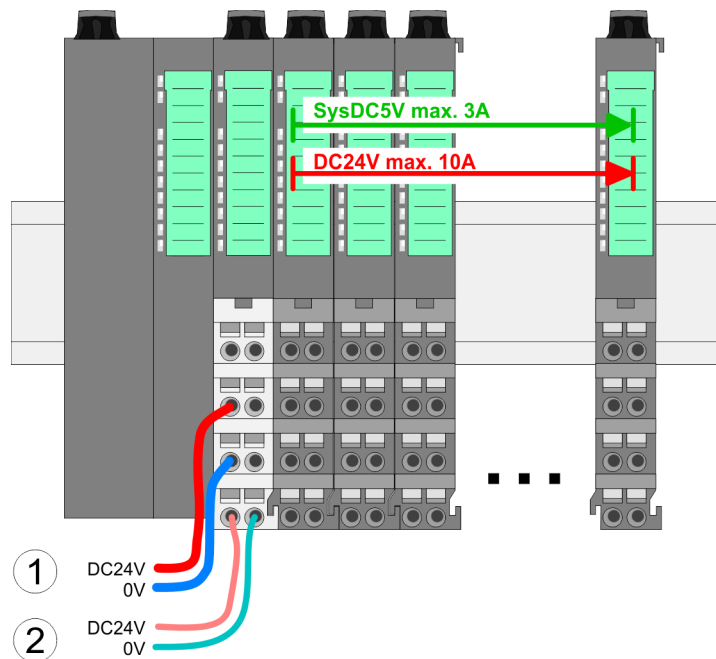 SysDC5V max. 3A
DC24V max. 10A
1 DC24V
0V
2 DC24V
0V